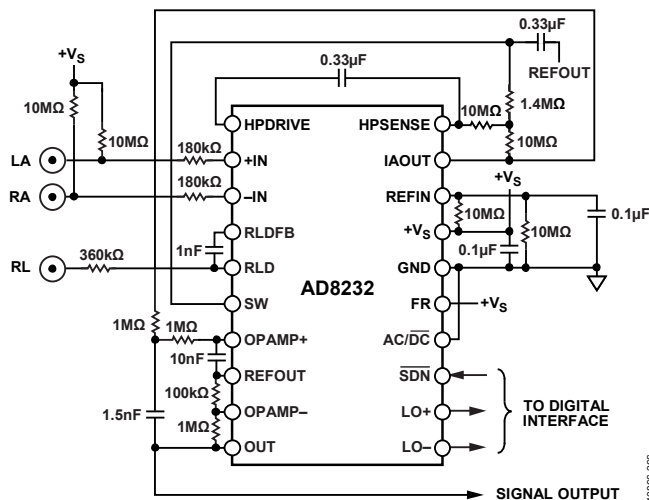 0.33µF
REFOUT
+VS
0.33µF
10MΩ
10MΩ
10MΩ
1.4MΩ
10MΩ
HPDRIVE
HPSENSE
LA
180kΩ
+IN
IAOUT
RA
180kΩ
–IN
REFIN
+VS
10MΩ
0.1µF
RLDFB
+VS
0.1µF
10MΩ
1nF
RL
360kΩ
RLD
GND
AD8232
SW
FR
+VS
1MΩ
1MΩ
OPAMP+
AC/DC
10nF
REFOUT
SDN
100kΩ
1.5nF
OPAMP–
LO+
TO DIGITAL
INTERFACE
1MΩ
OUT
LO–
SIGNAL OUTPUT